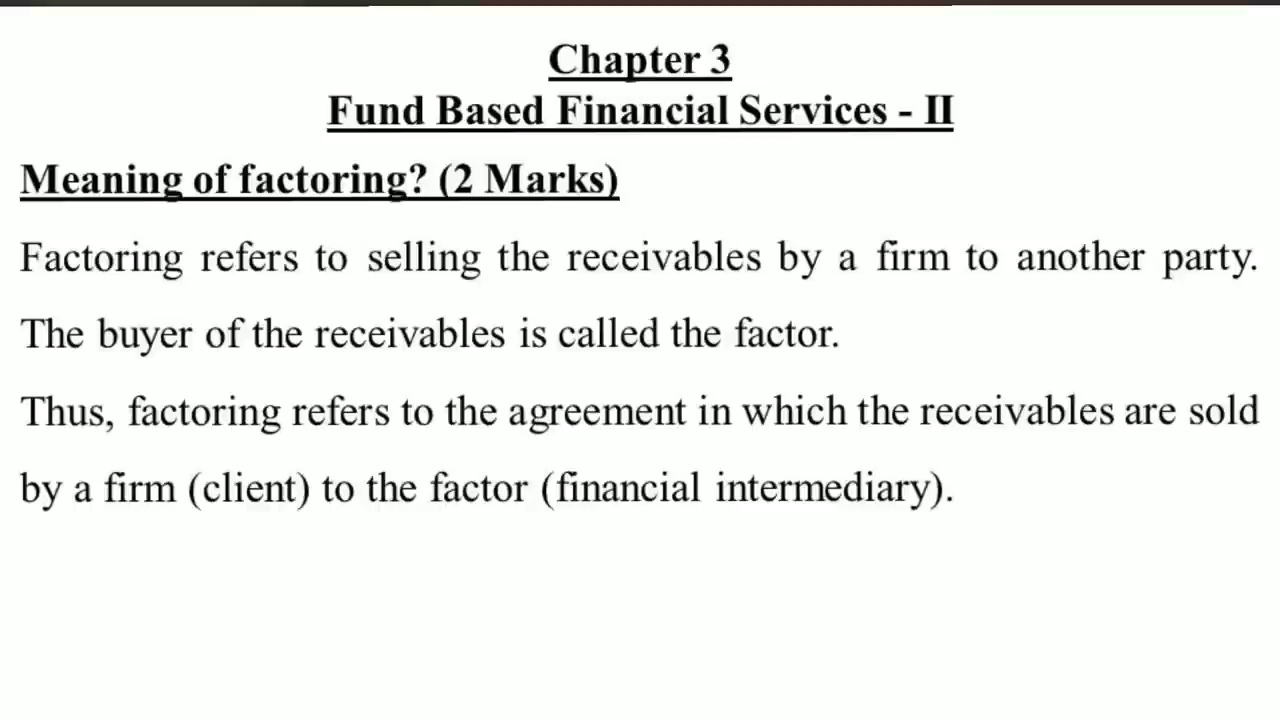 Chapter 3
Fund Based Financial Services - II
Meaning of factoring? (2 Marks)
Factoring refers to selling the receivables by a firm to another party.
The buyer of the receivables is called the factor.
Thus, factoring refers to the agreement in which the receivables are sold
by a firm (client) to the factor (financial intermediary).